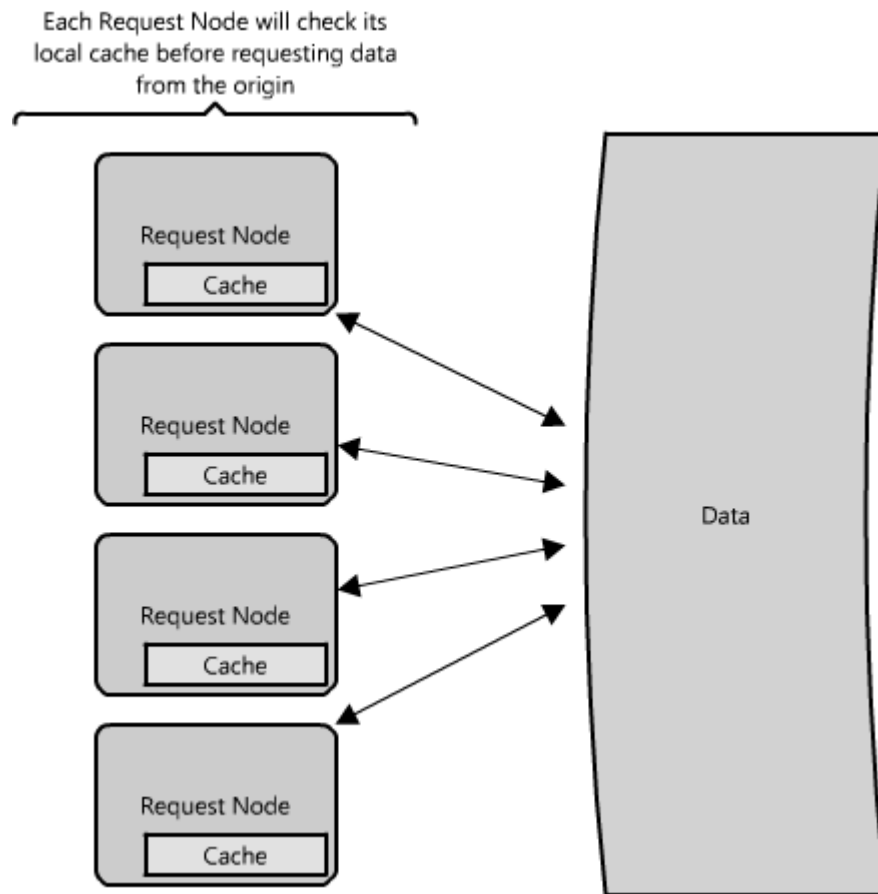 Each Request Node will check its
local cache before requesting data
from the origin
Request Node
Cache
Request Node
Cache
Request Node
Cache
Request Node
Cache
Data